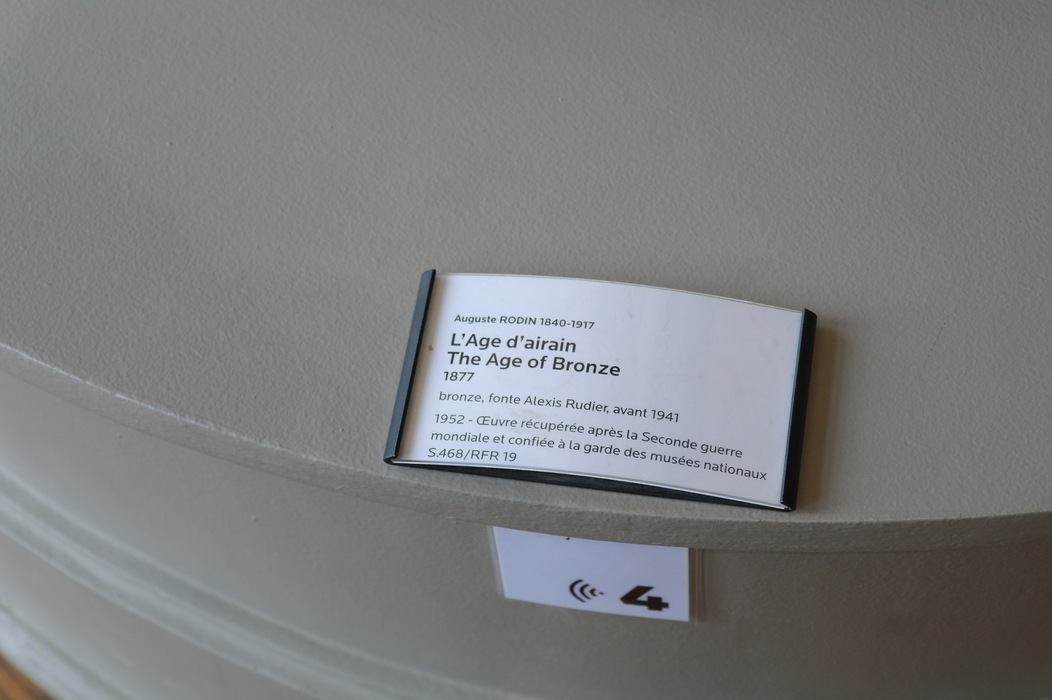 Auguste RODIN 1840-1917
L'Age d'airain
The Age of Bronze
1877
bronze, fonte Alexis Rudier, avant 1941
1952 - Œuvre récupérée après la Seconde guerre
mondiale et confiée à la garde des musées nationaux
S.468/RFR 19
4